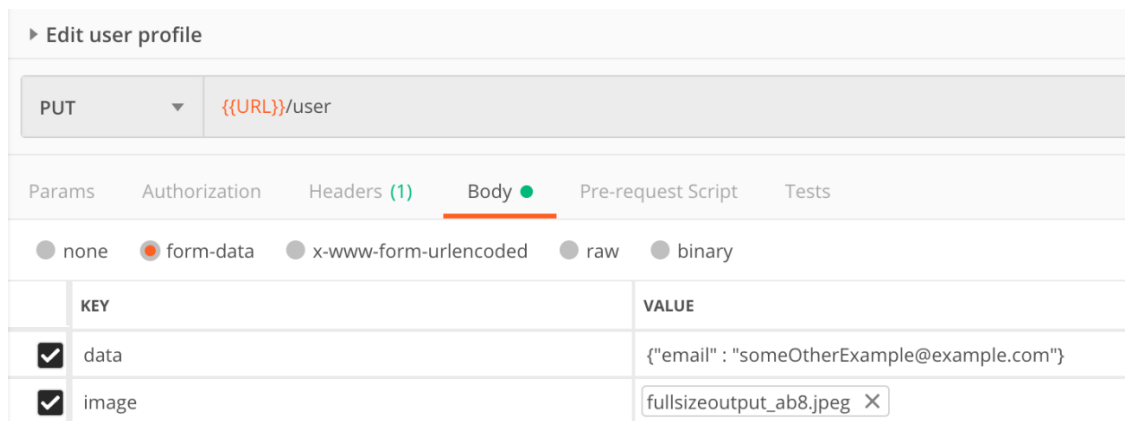 Edit user profile
PUT {{URL}}/user
Params Authorization Headers (1) Body Pre-request Script Tests
none form-data x-www-form-urlencoded raw binary
KEY VALUE
data {"email" : "someOtherExample@example.com"}
image fullsizeoutput_ab8.jpeg